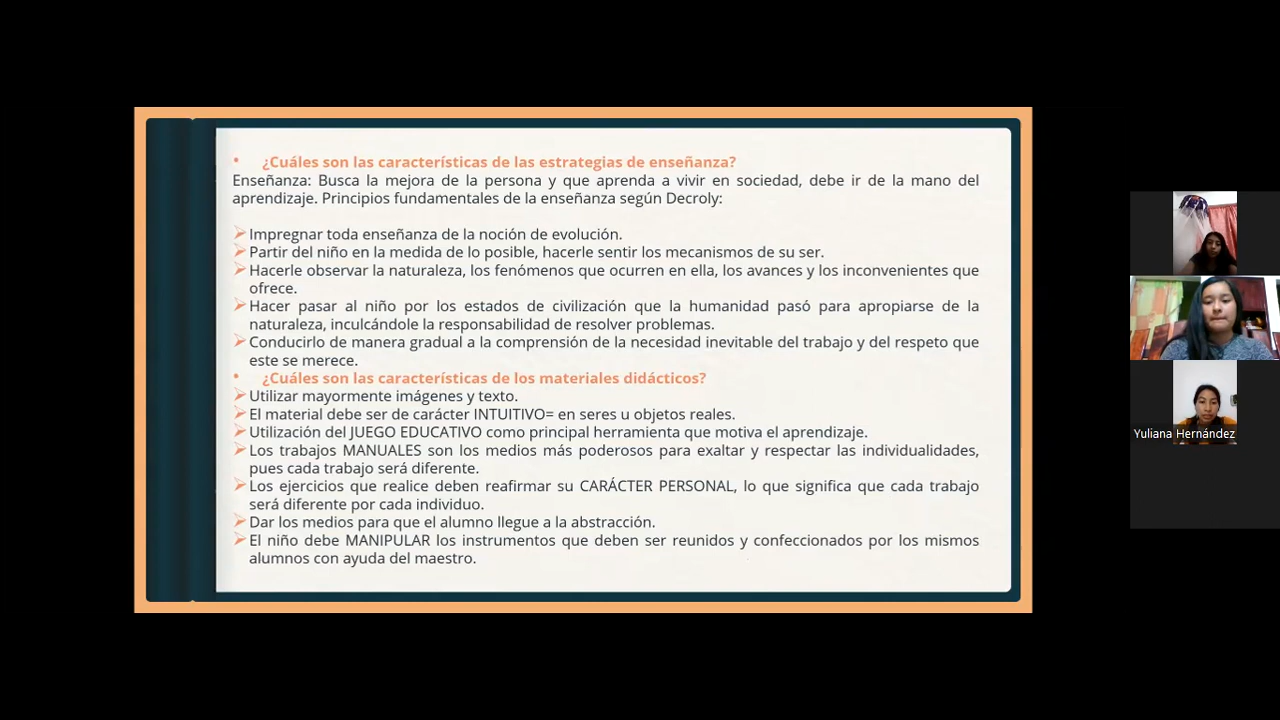 • ¿Cuáles son las características de las estrategias de enseñanza?
Enseñanza: Busca la mejora de la persona y que aprenda a vivir en sociedad, debe ir de la mano del
aprendizaje. Principios fundamentales de la enseñanza según Decroly:
➢ Impregnar toda enseñanza de la noción de evolución.
➢ Partir del niño en la medida de lo posible, hacerle sentir los mecanismos de su ser.
➢ Hacerle observar la naturaleza, los fenómenos que ocurren en ella, los avances y los inconvenientes que
ofrece.
➢ Hacer pasar al niño por los estados de civilización que la humanidad pasó para apropiarse de la
naturaleza, inculcándole la responsabilidad de resolver problemas.
➢ Conducirlo de manera gradual a la comprensión de la necesidad inevitable del trabajo y del respeto que
este se merece.
• ¿Cuáles son las características de los materiales didácticos?
➢ Utilizar mayormente imágenes y texto.
➢ El material debe ser de carácter INTUITIVO= en seres u objetos reales.
➢ Utilización del JUEGO EDUCATIVO como principal herramienta que motiva el aprendizaje.
➢ Los trabajos MANUALES son los medios más poderosos para exaltar y respectar las individualidades,
pues cada trabajo será diferente.
➢ Los ejercicios que realice deben reafirmar su CARÁCTER PERSONAL, lo que significa que cada trabajo
será diferente por cada individuo.
➢ Dar los medios para que el alumno llegue a la abstracción.
➢ El niño debe MANIPULAR los instrumentos que deben ser reunidos y confeccionados por los mismos
alumnos con ayuda del maestro.
Yuliana Hernández